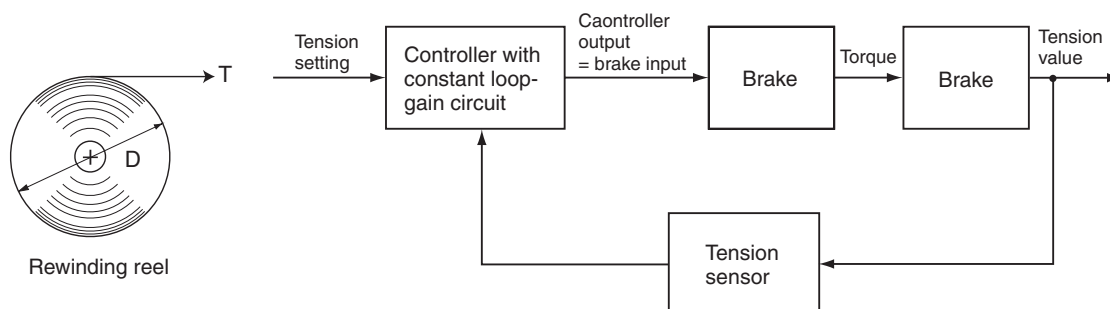 T
D
Rewinding reel
Tension
setting
Controller with
constant loop-
gain circuit
Caontroller
output
= brake input
Brake
Torque
Brake
Tension
value
Tension
sensor